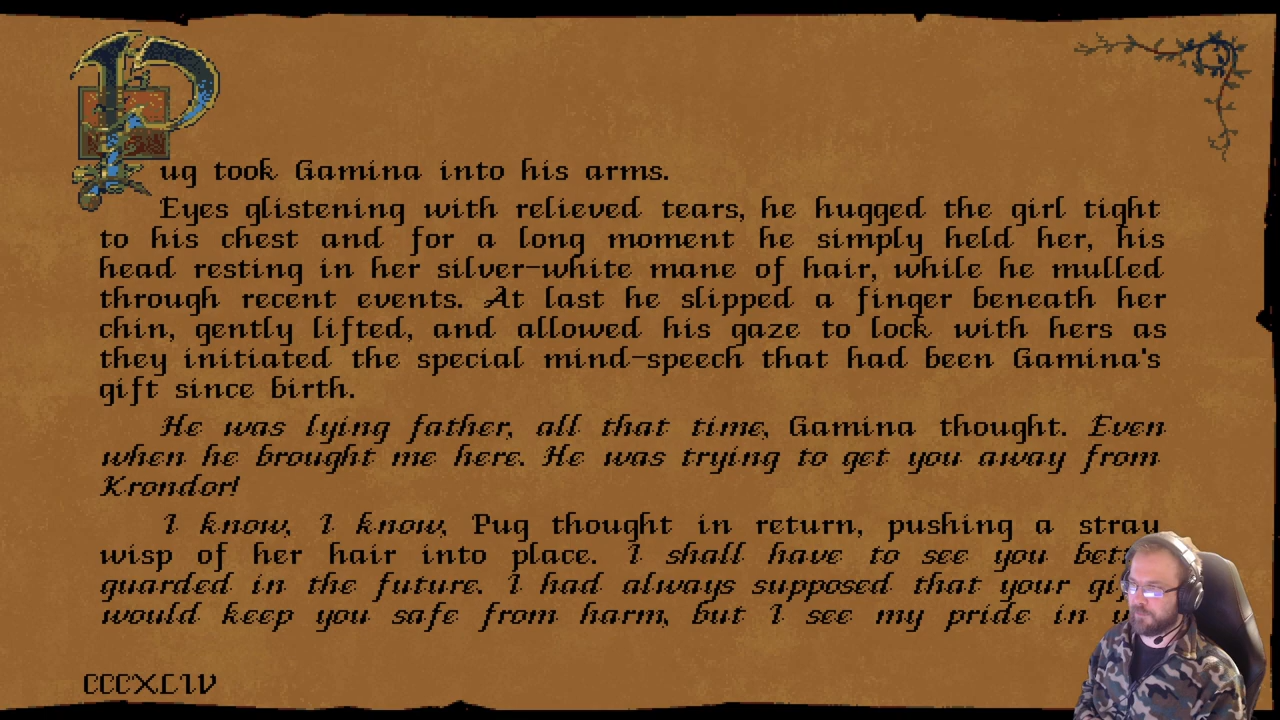 Pug took Gamina into his arms.
Eyes glistening with relieved tears, he hugged the girl tight
to his chest and for a long moment he simply held her, his
head resting in her silver-white mane of hair, while he mulled
through recent events. At last he slipped a finger beneath her
chin, gently lifted, and allowed his gaze to lock with hers as
they initiated the special mind-speech that had been Gamina's
gift since birth.
He was lying father, all that time, Gamina thought. Even
when he brought me here. He was trying to get you away from
Krondor!
I know, I know, Pug thought in return, pushing a stray
wisp of her hair into place. I shall have to see you
guarded in the future. I had always supposed that your
would keep you safe from harm, but I see my pride in
CCCXLIV